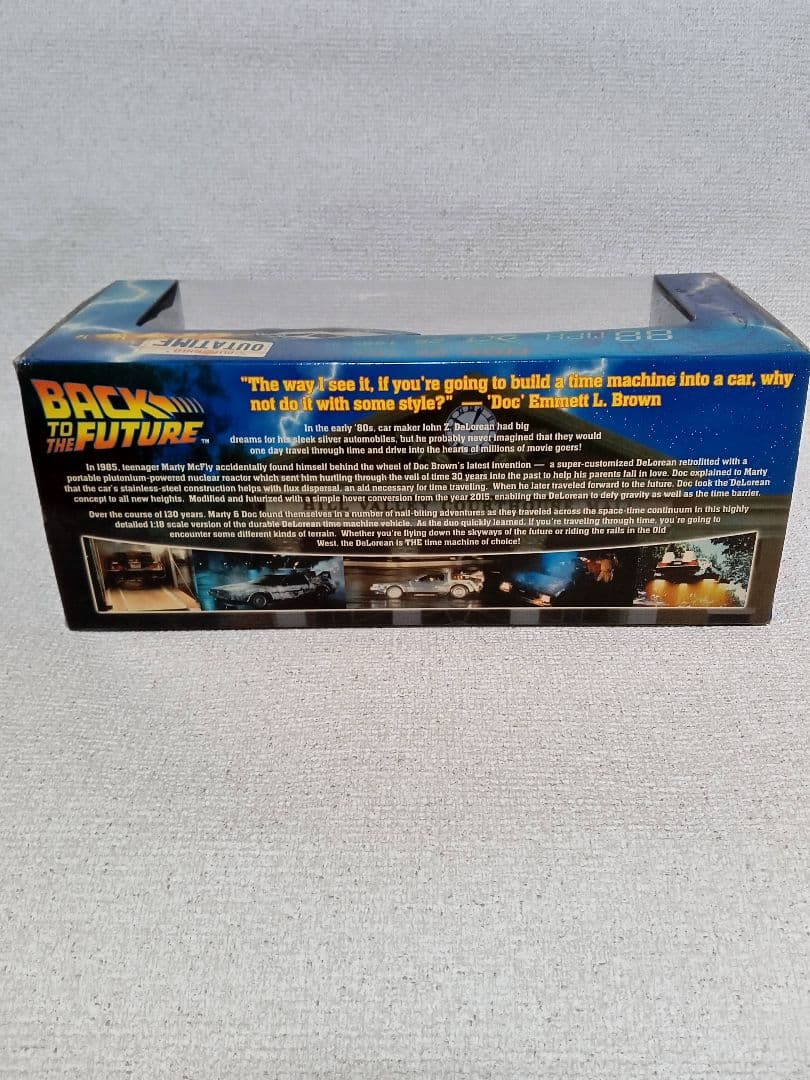 OUTATIME
88 MPH
BACK
TO THE FUTURE ™
"The way I see it, if you're going to build a time machine into a car, why
not do it with some style?" — 'Doc' Emmett L. Brown
In the early '80s, car maker John Z. DeLorean had big
dreams for his sleek silver automobiles, but he probably never imagined that they would
one day travel through time and drive into the hearts of millions of movie goers!
In 1985, teenager Marty McFly accidentally found himself behind the wheel of Doc Brown's latest invention — a super-customized DeLorean retrofitted with a
portable plutonium-powered nuclear reactor which sent him hurtling through the veil of time 30 years into the past to help his parents fall in love. Doc explained to Marty
that the car's stainless-steel construction helps with flux dispersal, an aid necessary for time traveling. When he later traveled forward to the future, Doc took the DeLorean
concept to all new heights. Modified and futurized with a simple hover conversion from the year 2015, enabling the DeLorean to defy gravity as well as the time barrier.
HILL VALLEY COURTHOUSE
Over the course of 130 years, Marty & Doc found themselves in a number of nail-biting adventures as they traveled across the space-time continuum in this highly
detailed 1:18 scale version of the durable DeLorean time machine vehicle. As the duo quickly learned, if you're traveling through time, you're going to
encounter some different kinds of terrain. Whether you're flying down the skyways of the future or riding the rails in the Old
West, the DeLorean is THE time machine of choice!